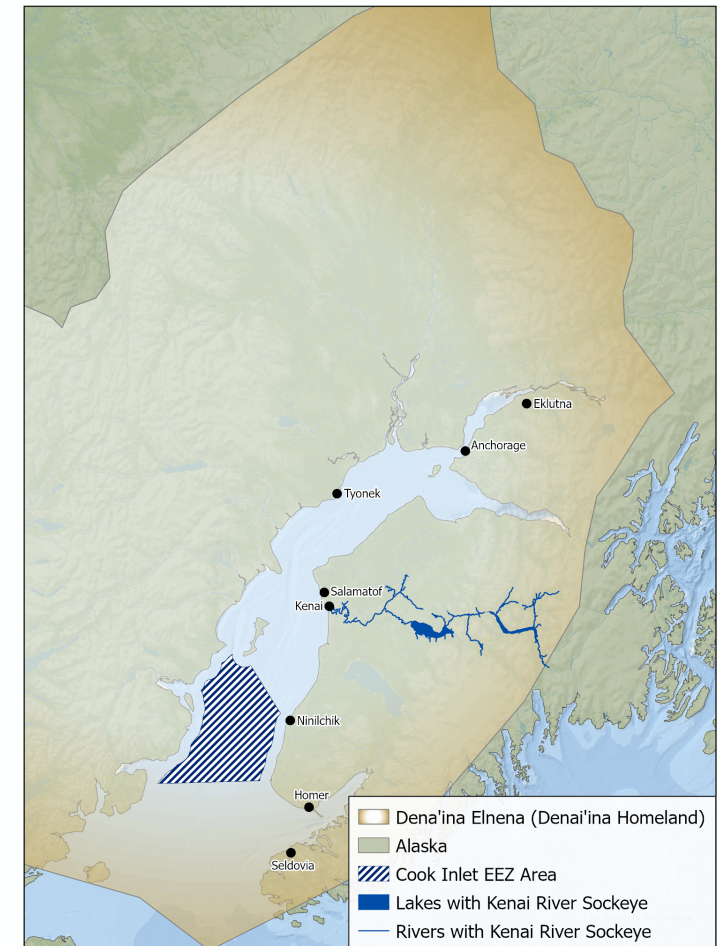 Eklutna
Anchorage
Tyonek
Salamatof
Kenai
Ninilchik
Homer
Seldovia
Dena'ina Elnena (Denai'ina Homeland)
Alaska
Cook Inlet EEZ Area
Lakes with Kenai River Sockeye
Rivers with Kenai River Sockeye